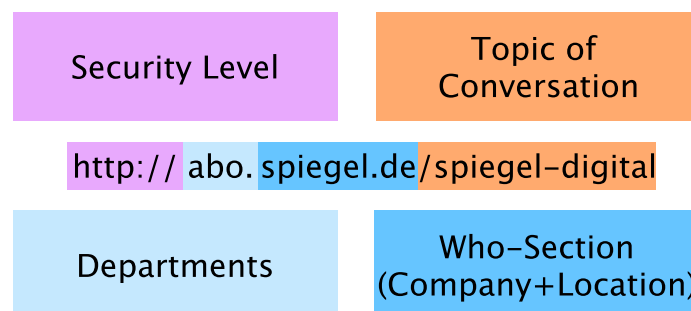 Security Level
Topic of
Conversation
http:// abo. spiegel.de/spiegel-digital
Departments
Who-Section
(Company+Location)